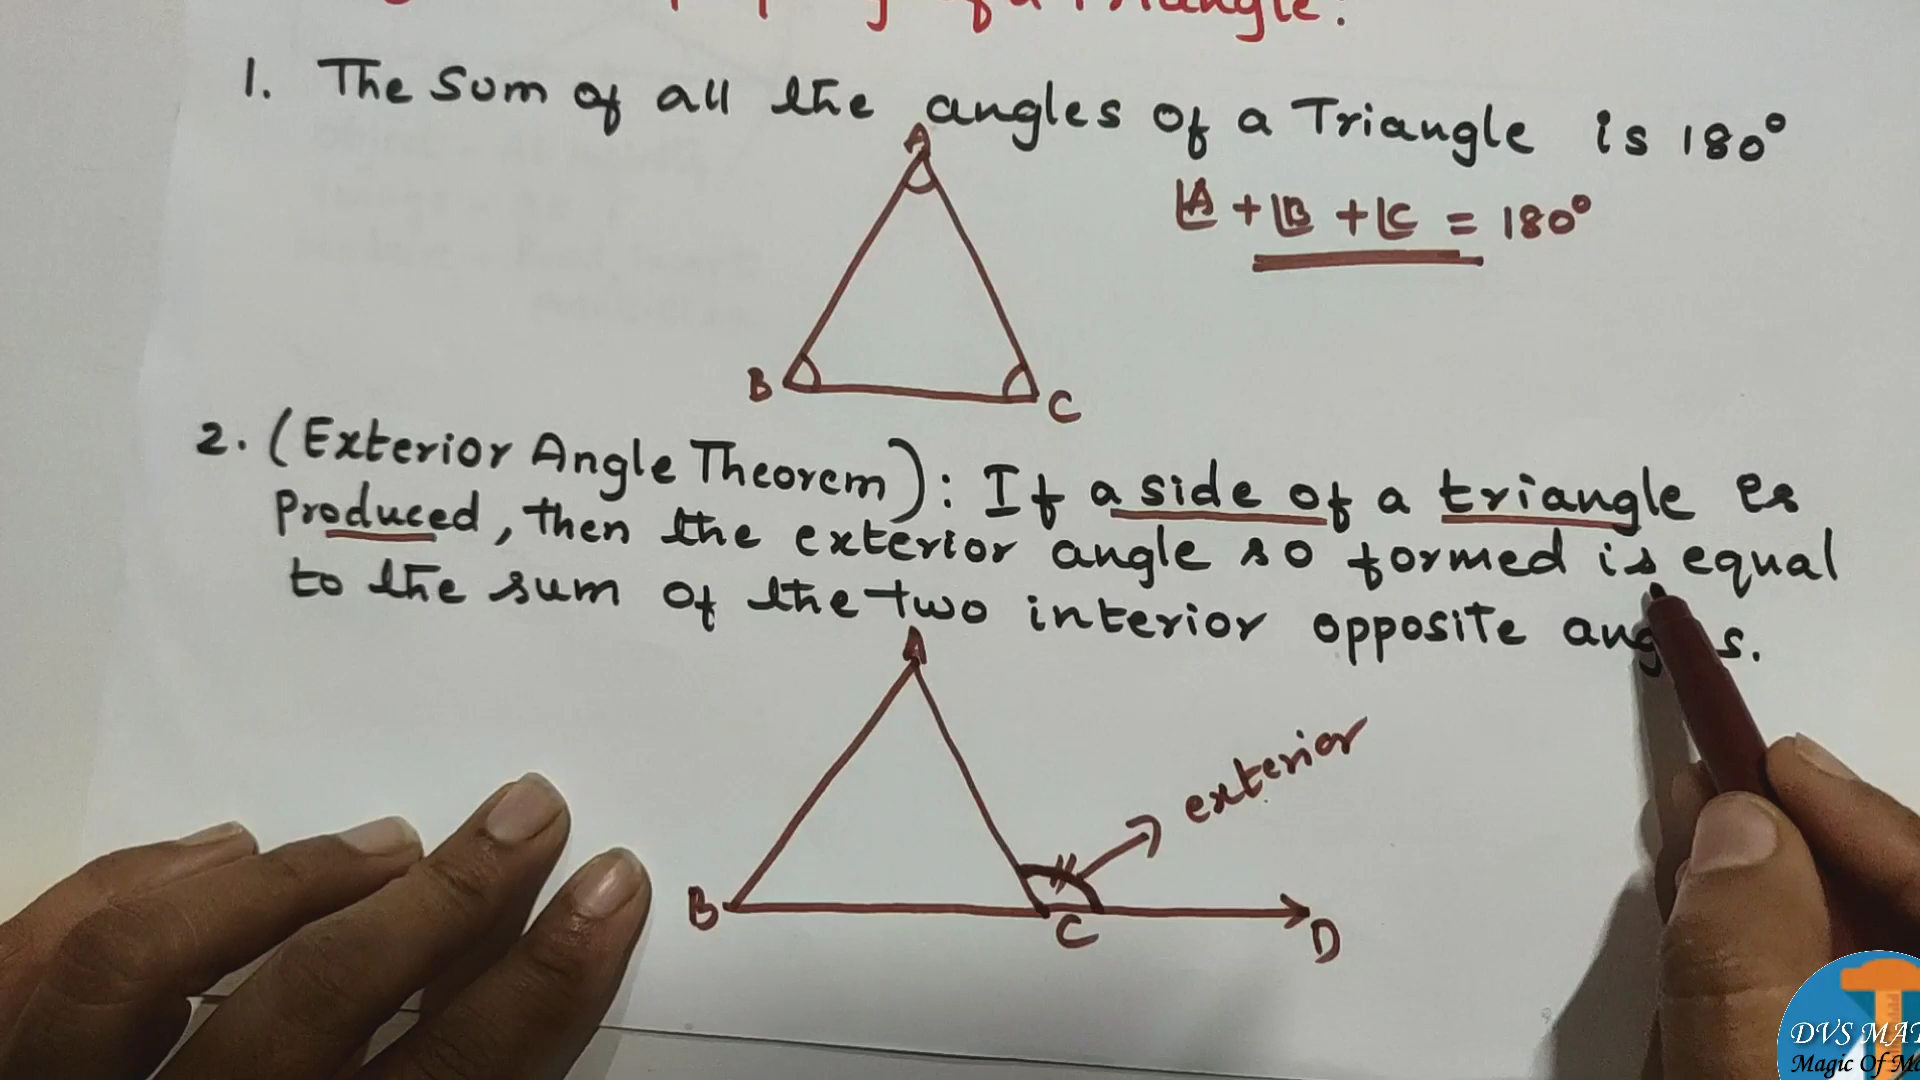 of a Triangle:
1. The Sum of all the angles of a Triangle is 180°
A
∠A + ∠B + ∠C = 180°
B
C
2. (Exterior Angle Theorem): If a side of a triangle is
produced, then the exterior angle so formed is equal
to the sum of the two interior opposite
A
exterior
B
C
D
DVS
Magic Of